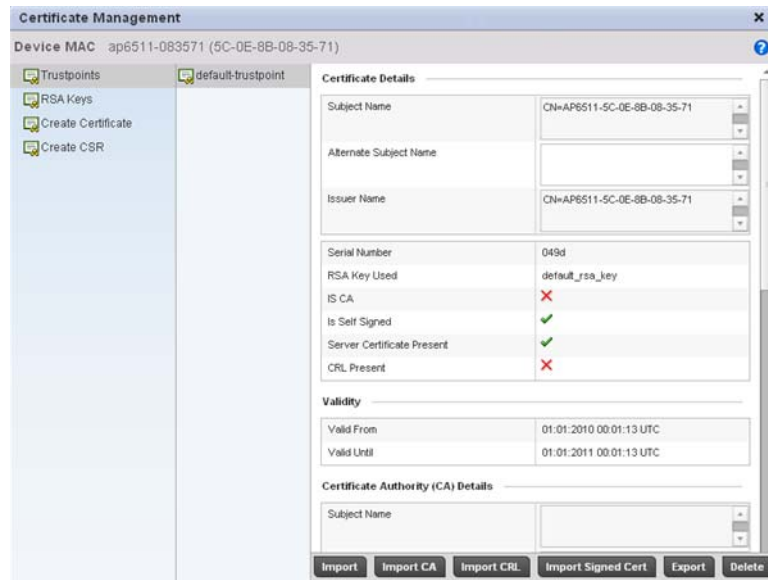 Certificate Management
Device MAC ap6511-083571 (5C-0E-8B-08-35-71)
Trustpoints
RSA Keys
Create Certificate
Create CSR
default-trustpoint
Certificate Details
Subject Name CN=AP6511-5C-0E-8B-08-35-71
Alternate Subject Name
Issuer Name CN=AP6511-5C-0E-8B-08-35-71
Serial Number 049d
RSA Key Used default_rsa_key
IS CA
Is Self Signed
Server Certificate Present
CRL Present
Validity
Valid From 01:01:2010 00:01:13 UTC
Valid Until 01:01:2011 00:01:13 UTC
Certificate Authority (CA) Details
Subject Name
Import Import CA Import CRL Import Signed Cert Export Delete